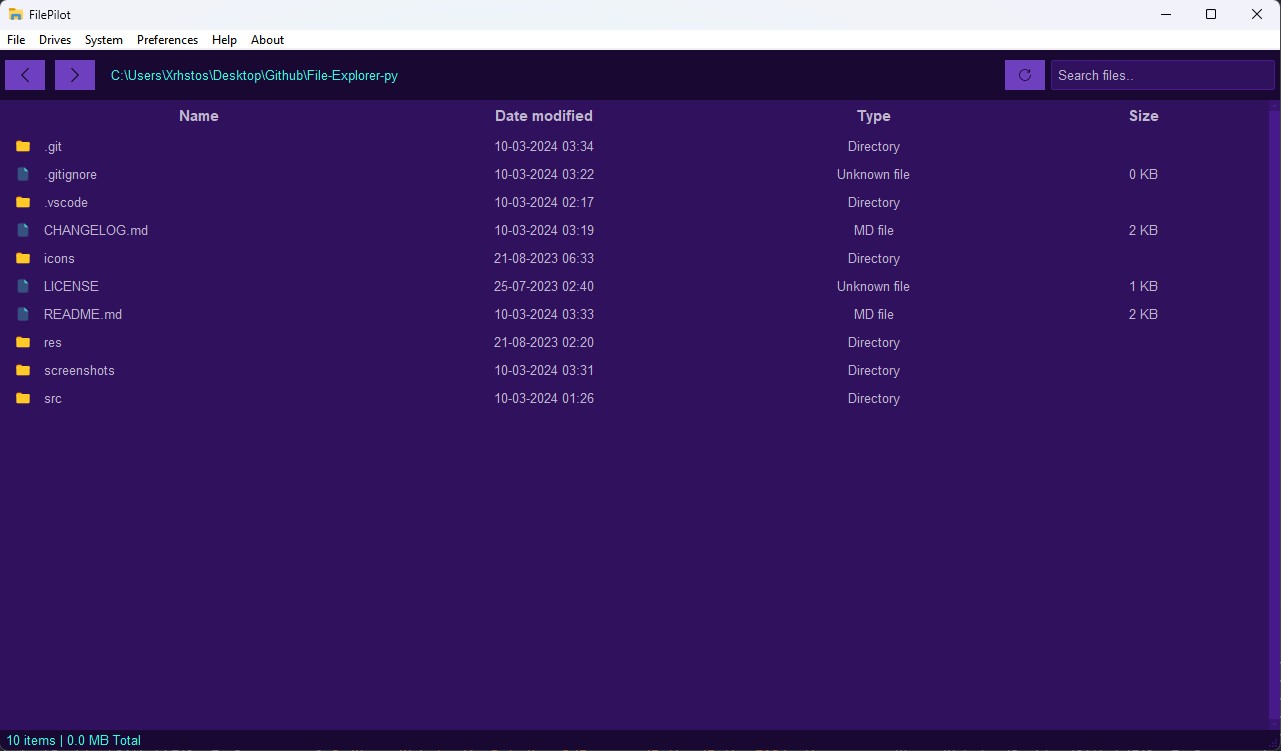 FilePilot
File Drives System Preferences Help About
C:\Users\Xrhstos\Desktop\Github\File-Explorer-py Search files..
Name Date modified Type Size
.git 10-03-2024 03:34 Directory
.gitignore 10-03-2024 03:22 Unknown file 0 KB
.vscode 10-03-2024 02:17 Directory
CHANGELOG.md 10-03-2024 03:19 MD file 2 KB
icons 21-08-2023 06:33 Directory
LICENSE 25-07-2023 02:40 Unknown file 1 KB
README.md 10-03-2024 03:33 MD file 2 KB
res 21-08-2023 02:20 Directory
screenshots 10-03-2024 03:31 Directory
src 10-03-2024 01:26 Directory
10 items | 0.0 MB Total